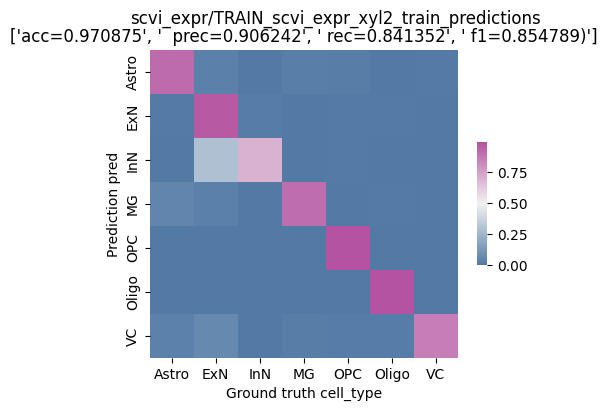 scvi_expr/TRAIN_scvi_expr_xyl2_train_predictions
['acc=0.970875', '  prec=0.906242', ' rec=0.841352', ' f1=0.854789)']
Prediction pred
Astro
ExN
InN
MG
OPC
Oligo
VC
0.75
0.50
0.25
0.00
Astro ExN InN MG OPC Oligo VC
Ground truth cell_type